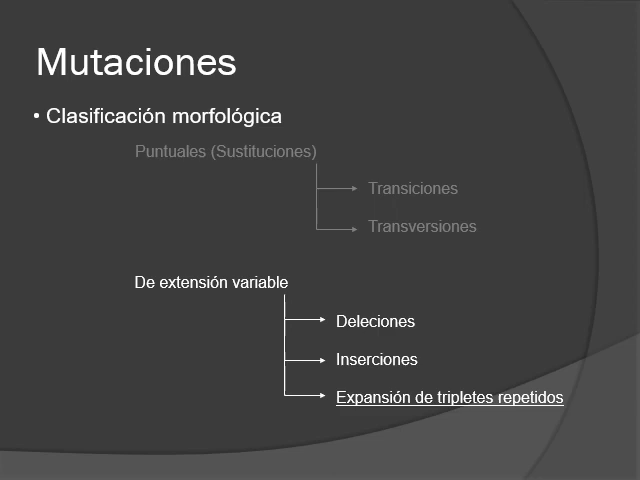 Mutaciones
• Clasificación morfológica
Puntuales (Sustituciones)
Transiciones
Transversiones
De extensión variable
Deleciones
Inserciones
Expansión de tripletes repetidos